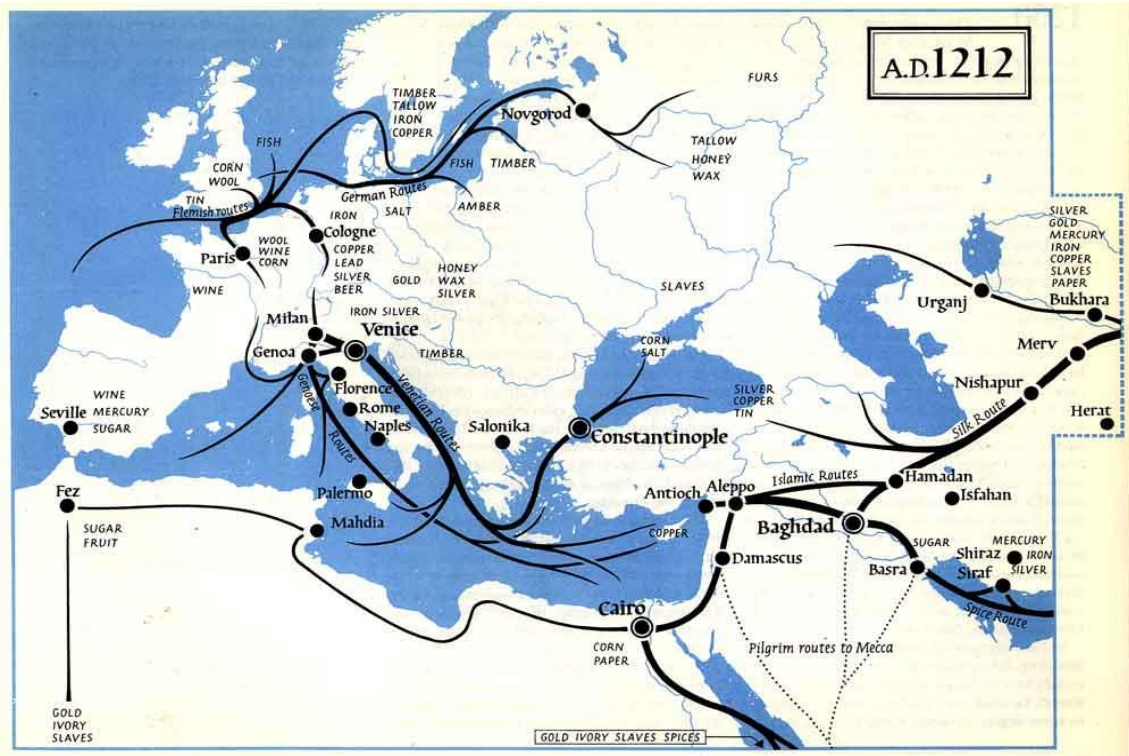 A.D.1212
FURS
TIMBER
TALLOW
IRON
COPPER
Novgorod
FISH
FISH
TIMBER
TALLOW
HONEY
WAX
CORN
WOOL
TIN
Flemish routes
German Routes
SALT
AMBER
IRON
Cologne
COPPER
LEAD
SILVER
BEER
WOOL
WINE
CORN
Paris
WINE
GOLD
HONEY
WAX
SILVER
SLAVES
SILVER
GOLD
MERCURY
IRON
COPPER
SLAVES
PAPER
Urganj
Bukhara
Milan
IRON SILVER
Venice
Genoa
TIMBER
CORN
SALT
Merv
Florence
Genoese
Routes
Venetian Routes
Rome
Naples
WINE
MERCURY
SUGAR
Seville
Salonika
Constantinople
SILVER
COPPER
TIN
Nishapur
Silk Route
Herat
Palermo
Fez
SUGAR
FRUIT
Mahdia
Antioch
Aleppo
Islamic Routes
Hamadan
Isfahan
Baghdad
COPPER
Damascus
SUGAR
Basra
MERCURY
Shiraz
IRON
SILVER
Siraf
Spice Route
Cairo
CORN
PAPER
Pilgrim routes to Mecca
GOLD
IVORY
SLAVES
GOLD IVORY SLAVES SPICES